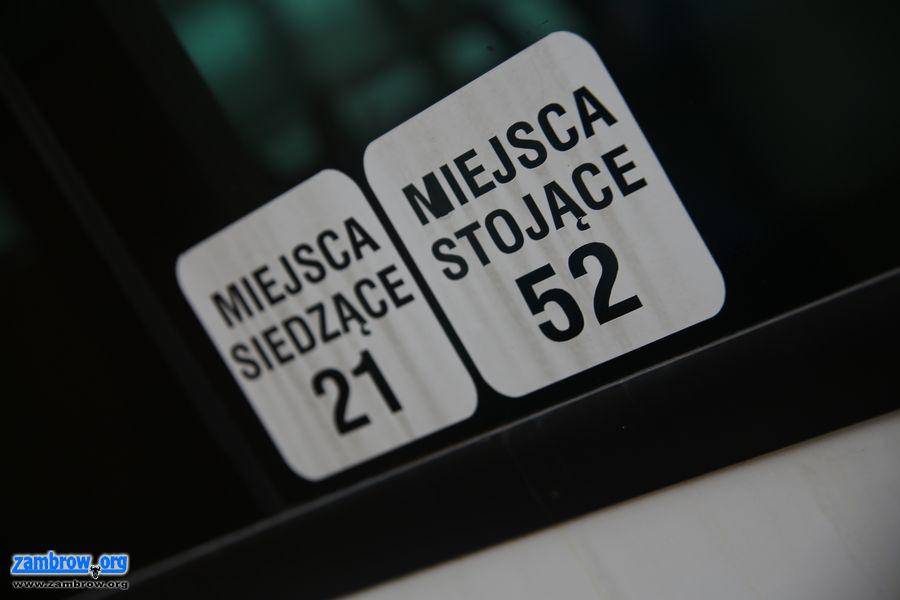 MIEJSCA
SIEDZĄCE
21
MIEJSCA
STOJĄCE
52
zambrow.org
www.zambrow.org